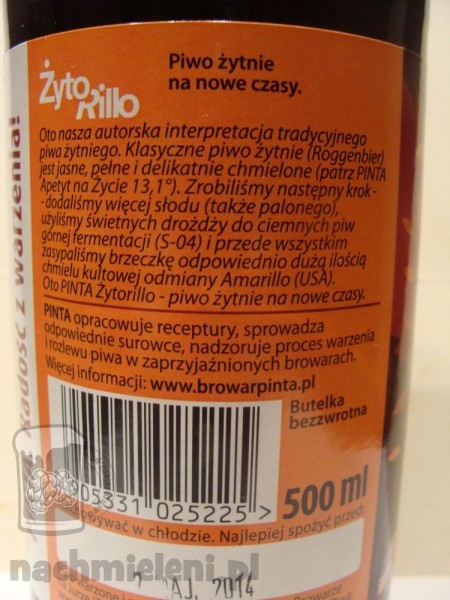 Żyto
Rillo
Piwo żytnie
na nowe czasy.
Oto nasza autorska interpretacja tradycyjnego
piwa żytniego. Klasyczne piwo żytnie (Roggenbier)
jest jasne, pełne i delikatnie chmielone (patrz PINTA
Apetyt na Życie 13,1°). Zrobiliśmy następny krok -
- dodaliśmy więcej słodu (także palonego),
użyliśmy świetnych drożdży do ciemnych piw
górnej fermentacji (S-04) i przede wszystkim
zasypaliśmy brzeczkę odpowiednio dużą ilością
chmielu kultowej odmiany Amarillo (USA).
Oto PINTA Żytorillo - piwo żytnie na nowe czasy.
PINTA opracowuje receptury, sprowadza
odpowiednie surowce, nadzoruje proces warzenia
i rozlewu piwa w zaprzyjaźnionych browarach.
Więcej informacji: www.browarpinta.pl
Butelka
bezzwrotna
905331 025225 >
500 ml
w chłodzie. Najlepiej spożyć przed:
MAJ. 2014
z warzenia!
nachmieleni.pl